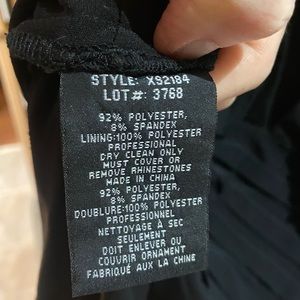 STYLE: XS2184
LOT#: 3768
92% POLYESTER,
8% SPANDEX
LINING:100% POLYESTER
PROFESSIONAL
DRY CLEAN ONLY
MUST COVER OR
REMOVE RHINESTONES
MADE IN CHINA
92% POLYESTER,
8% SPANDEX
DOUBLURE:100% POLYESTER
PROFESSIONNEL
NETTOYAGE À SEC
SEULEMENT
DOIT ENLEVER OU
COUVRIR ORNAMENT
FABRIQUÉ AUX LA CHINE